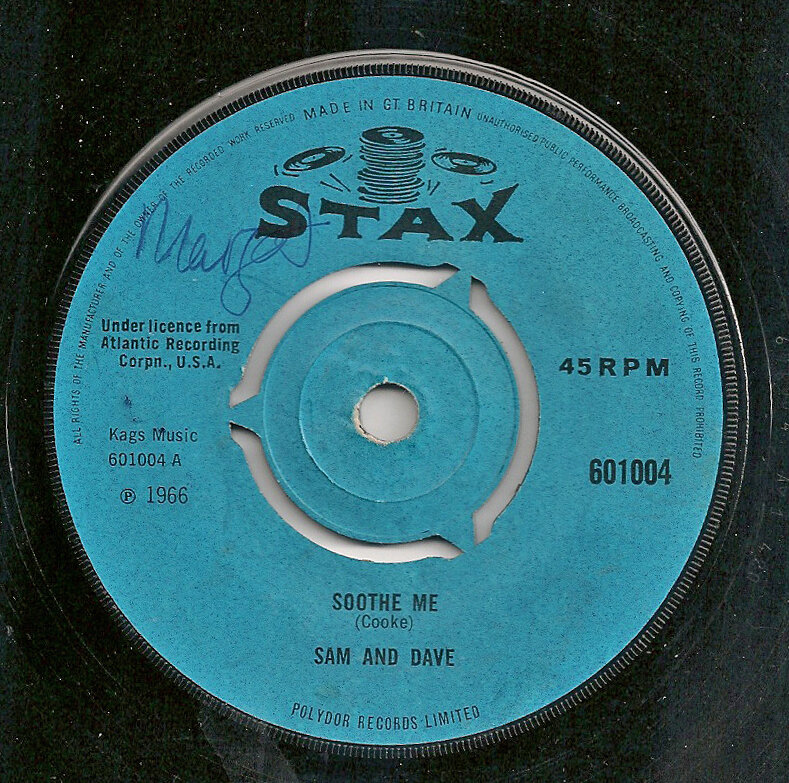 ALL RIGHTS OF THE MANUFACTURER AND OF THE OWNER OF THE RECORDED WORK RESERVED MADE IN GT. BRITAIN UNAUTHORISED PUBLIC PERFORMANCE BROADCASTING AND COPYING OF THIS RECORD PROHIBITED
STAX
Under licence from
Atlantic Recording
Corpn., U.S.A.
45 RPM
Kags Music
601004 A
℗ 1966
601004
SOOTHE ME
(Cooke)
SAM AND DAVE
POLYDOR RECORDS LIMITED